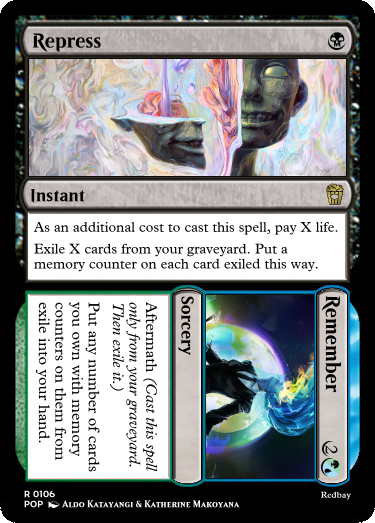 Repress
Instant
As an additional cost to cast this spell, pay X life.
Exile X cards from your graveyard. Put a
memory counter on each card exiled this way.
Remember
2
Sorcery
Aftermath (Cast this spell
only from your graveyard.
Then exile it.)
Put any number of cards
you own with memory
counters on them from
exile into your hand.
R 0106
POP Aldo Katayangi & Katherine Makoyana
Redbay